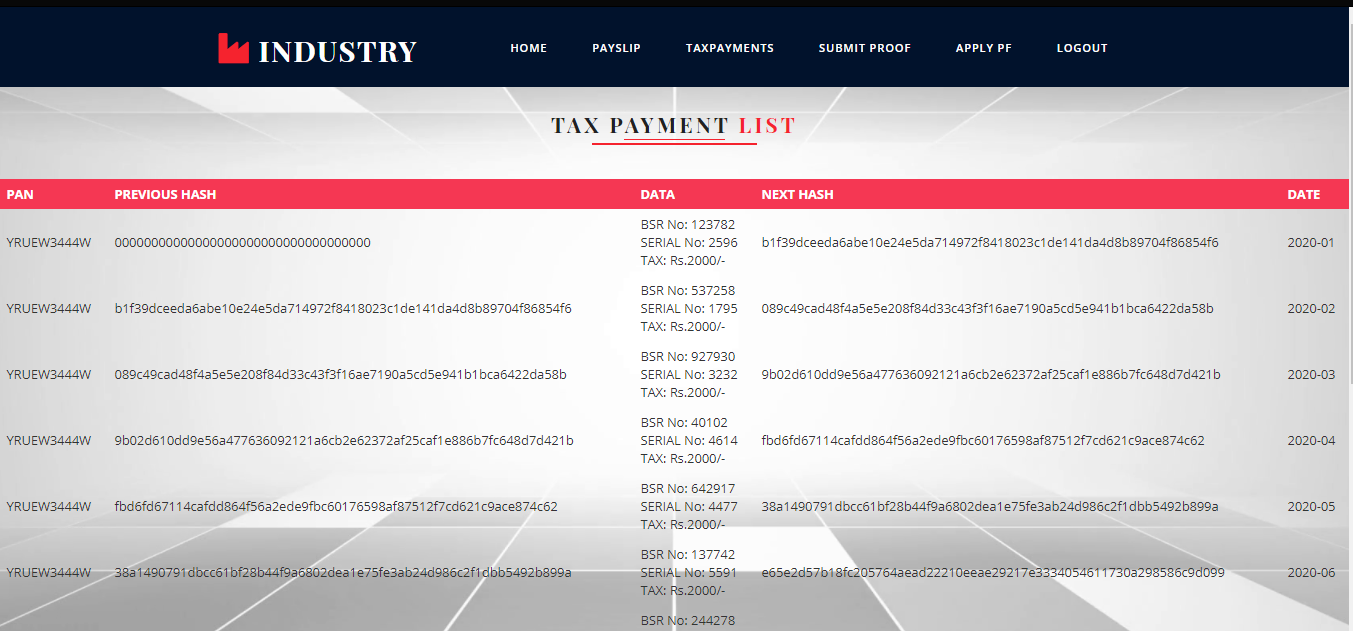 INDUSTRY HOME PAYSLIP TAXPAYMENTS SUBMIT PROOF APPLY PF LOGOUT
TAX PAYMENT LIST
PAN PREVIOUS HASH DATA NEXT HASH DATE
BSR No: 123782
YRUEW3444W 00000000000000000000000000000000000 SERIAL No: 2596 b1f39dceeda6abe10e24e5da714972f8418023c1de141da4d8b89704f86854f6 2020-01
TAX: Rs.2000/-
BSR No: 537258
YRUEW3444W b1f39dceeda6abe10e24e5da714972f8418023c1de141da4d8b89704f86854f6 SERIAL No: 1795 089c49cad48f4a5e5e208f84d33c43f3f16ae7190a5cd5e941b1bca6422da58b 2020-02
TAX: Rs.2000/-
BSR No: 927930
YRUEW3444W 089c49cad48f4a5e5e208f84d33c43f3f16ae7190a5cd5e941b1bca6422da58b SERIAL No: 3232 9b02d610dd9e56a477636092121a6cb2e62372af25caf1e886b7fc648d7d421b 2020-03
TAX: Rs.2000/-
BSR No: 40102
YRUEW3444W 9b02d610dd9e56a477636092121a6cb2e62372af25caf1e886b7fc648d7d421b SERIAL No: 4614 fbd6fd67114cafdd864f56a2ede9fbc60176598af87512f7cd621c9ace874c62 2020-04
TAX: Rs.2000/-
BSR No: 642917
YRUEW3444W fbd6fd67114cafdd864f56a2ede9fbc60176598af87512f7cd621c9ace874c62 SERIAL No: 4477 38a1490791dbcc61bf28b44f9a6802dea1e75fe3ab24d986c2f1dbb5492b899a 2020-05
TAX: Rs.2000/-
BSR No: 137742
YRUEW3444W 38a1490791dbcc61bf28b44f9a6802dea1e75fe3ab24d986c2f1dbb5492b899a SERIAL No: 5591 e65e2d57b18fc205764aead22210eeae29217e3334054611730a298586c9d099 2020-06
TAX: Rs.2000/-
BSR No: 244278